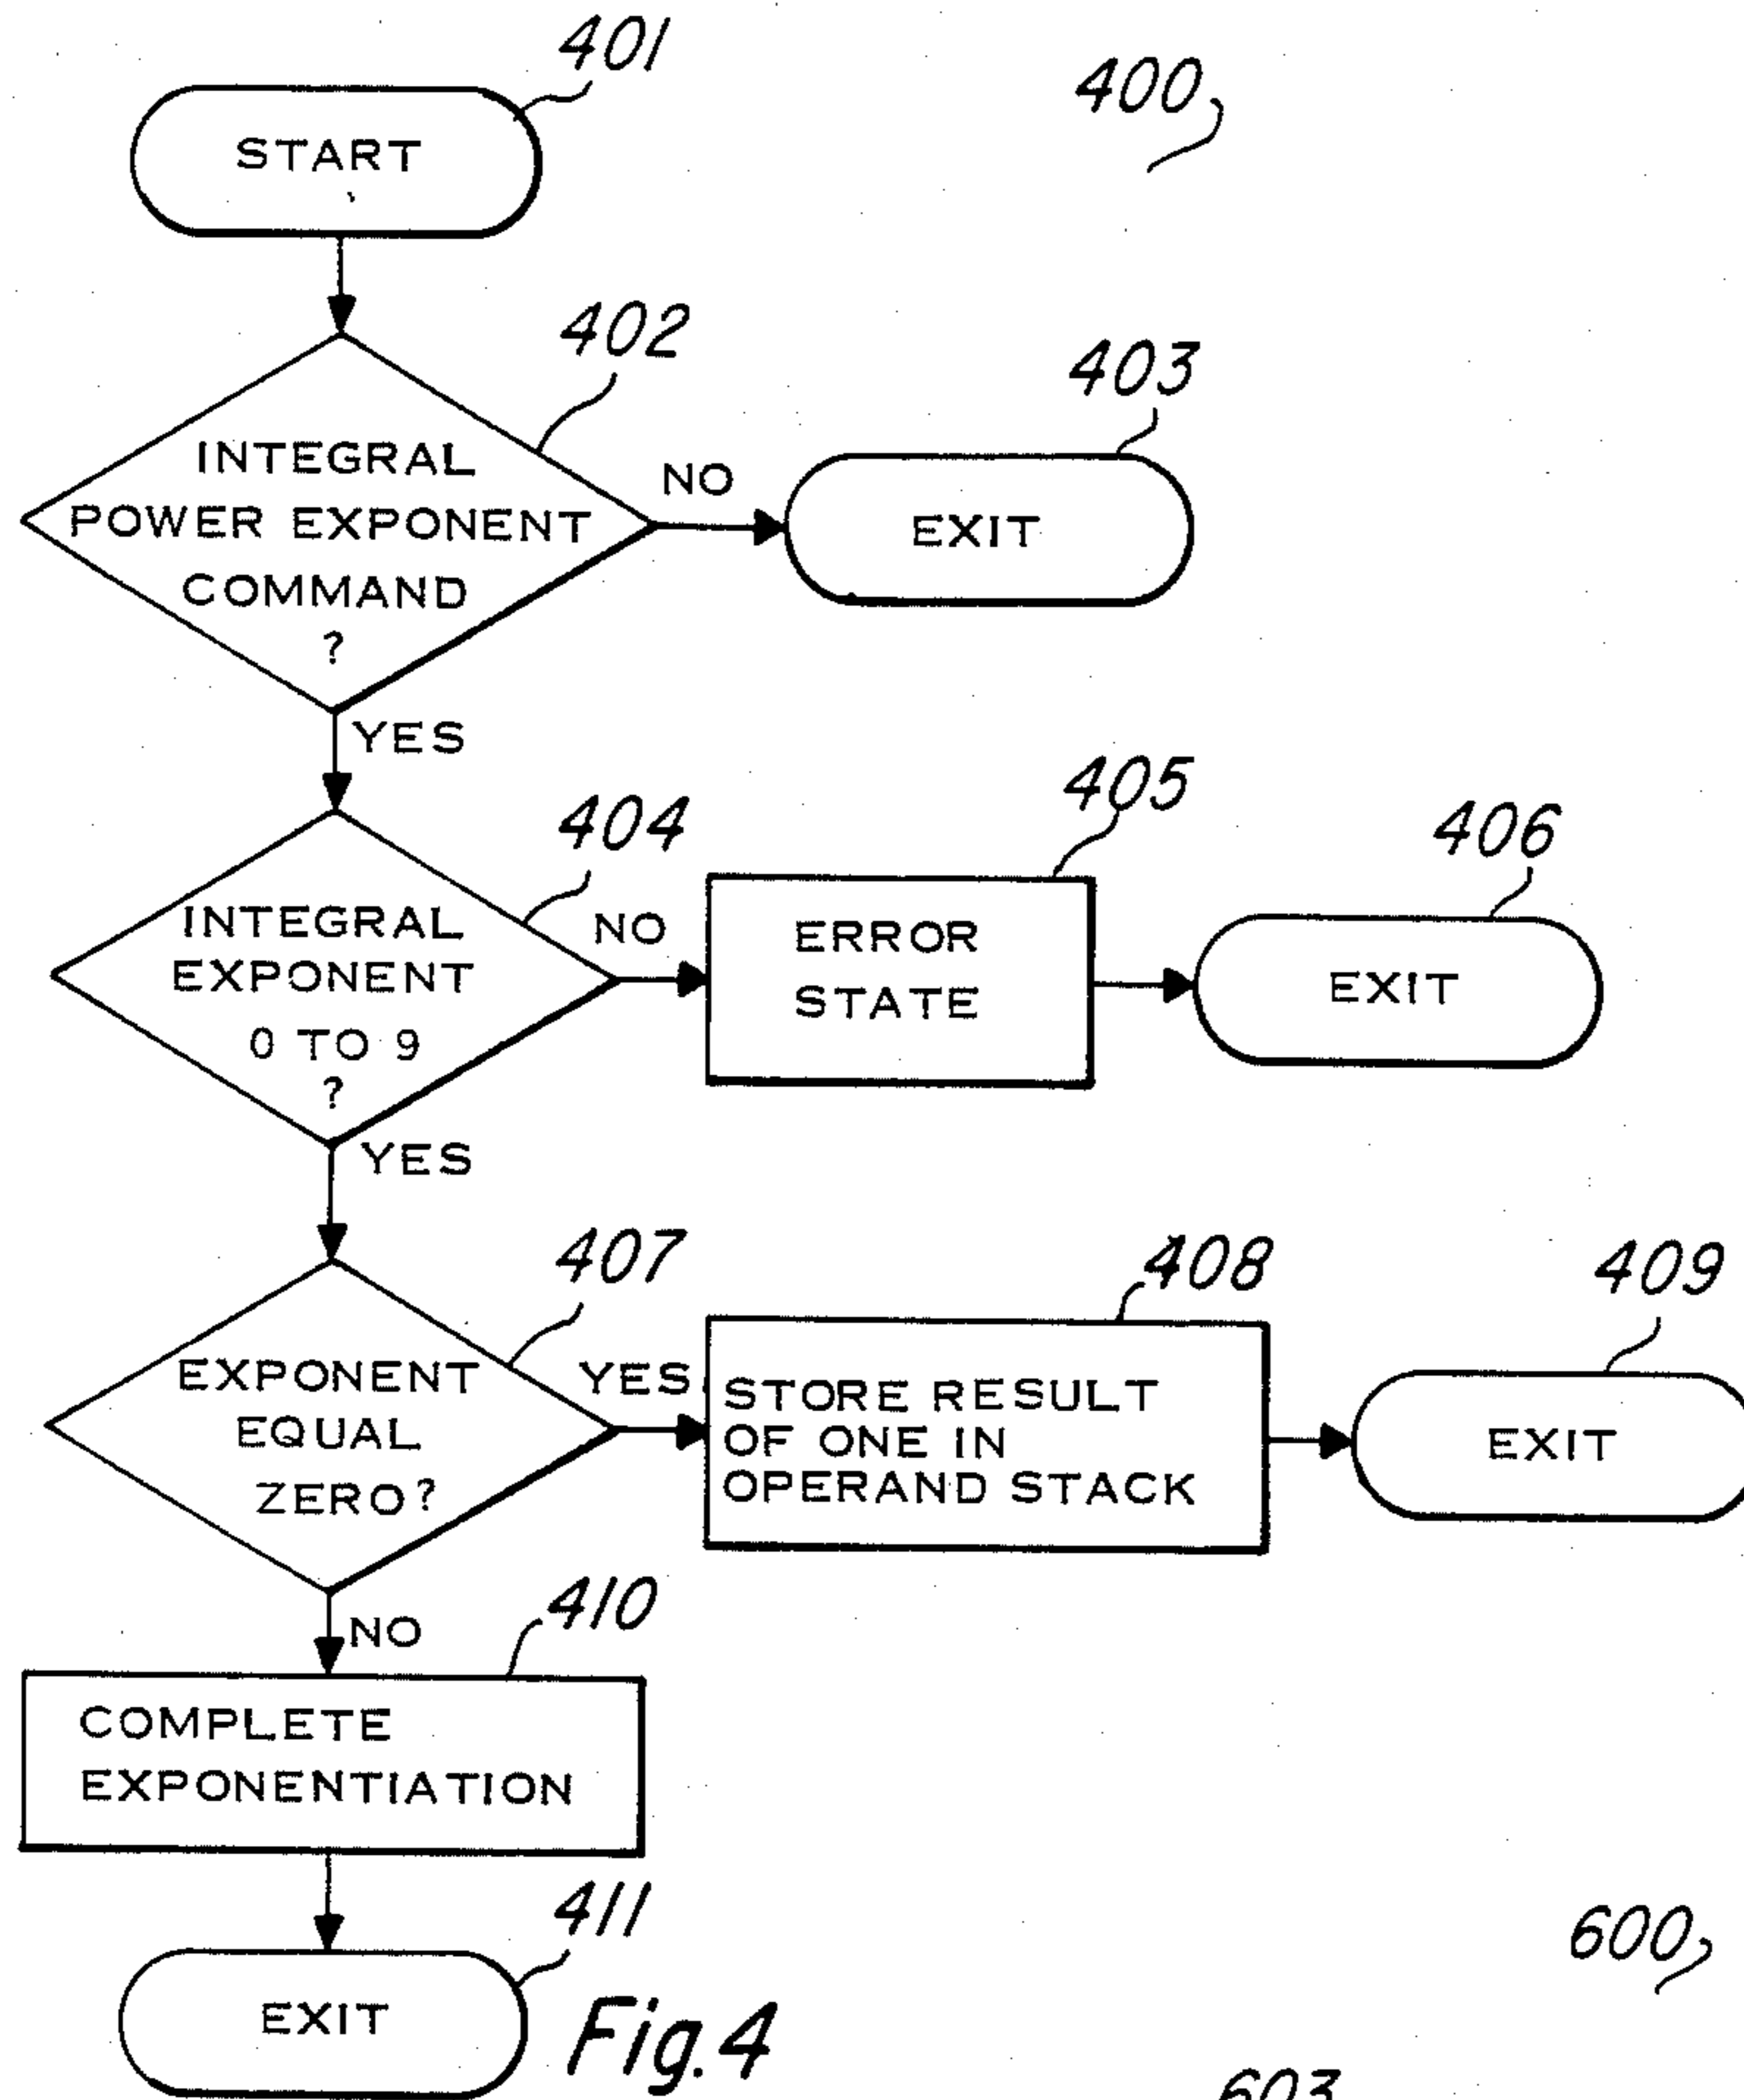 401
400
START
402
403
INTEGRAL
POWER EXPONENT
COMMAND
?
NO
EXIT
YES
404
405
406
INTEGRAL
EXPONENT
0 TO 9
?
NO
ERROR
STATE
EXIT
YES
407
408
409
EXPONENT
EQUAL
ZERO?
YES
STORE RESULT
OF ONE IN
OPERAND STACK
EXIT
NO
410
COMPLETE
EXPONENTIATION
411
600
EXIT
Fig. 4
603